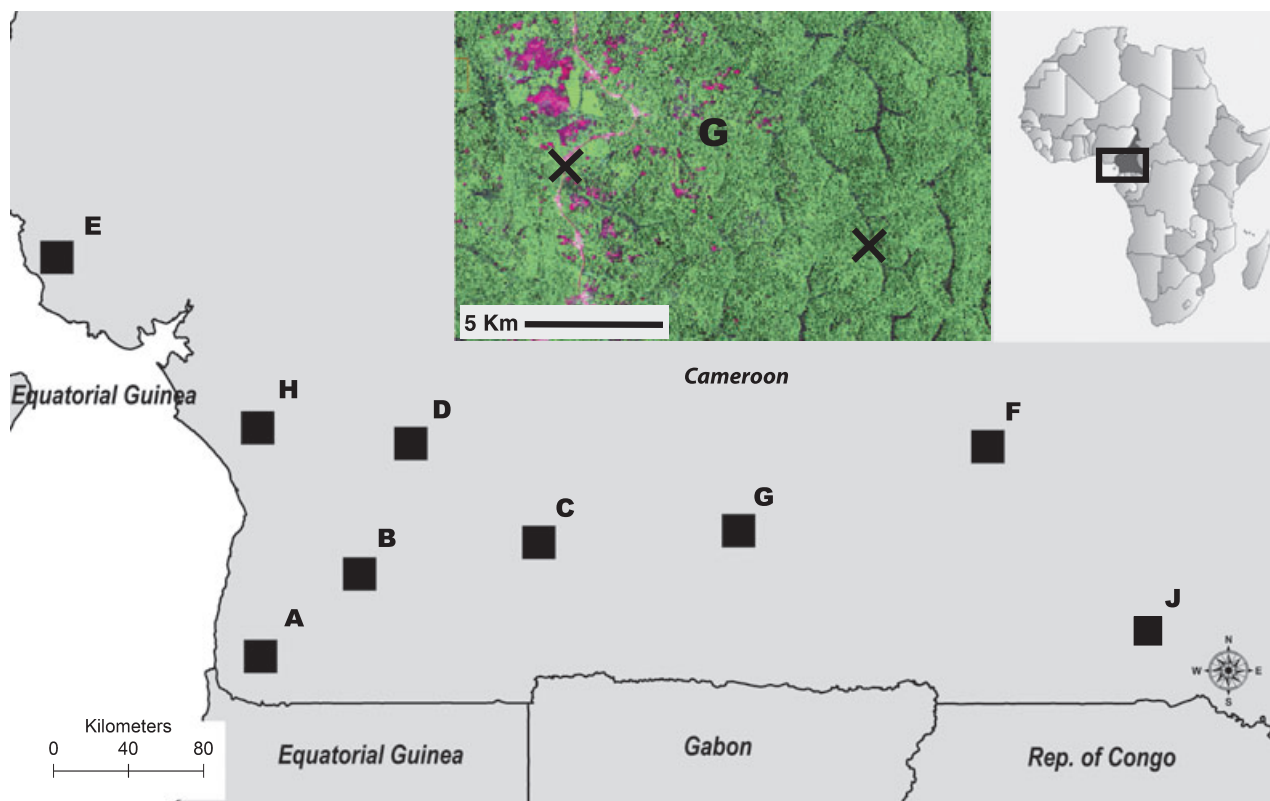 G
5 Km
E
Cameroon
Equatorial Guinea
H
D
F
C
G
B
A
J
N
W
E
S
Kilometers
0 40 80
Equatorial Guinea
Gabon
Rep. of Congo